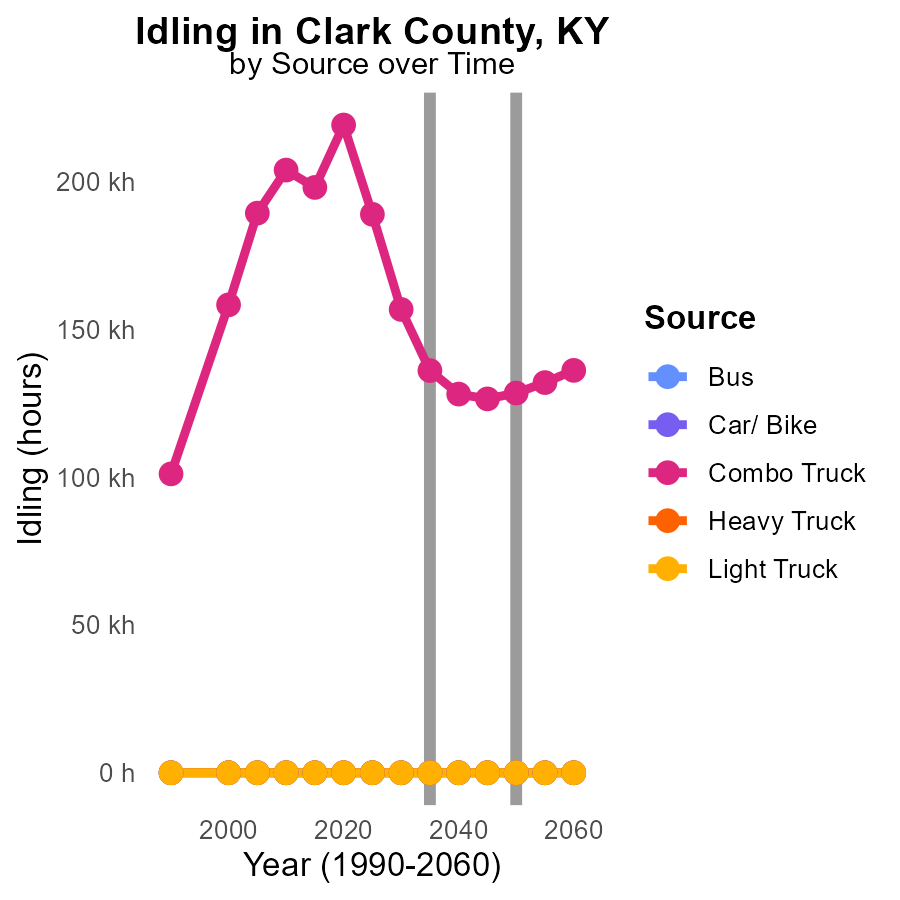 Idling in Clark County, KY
by Source over Time
Idling (hours)
200 kh
150 kh
100 kh
50 kh
0 h
2000 2020 2040 2060
Year (1990-2060)
Source
Bus
Car/ Bike
Combo Truck
Heavy Truck
Light Truck